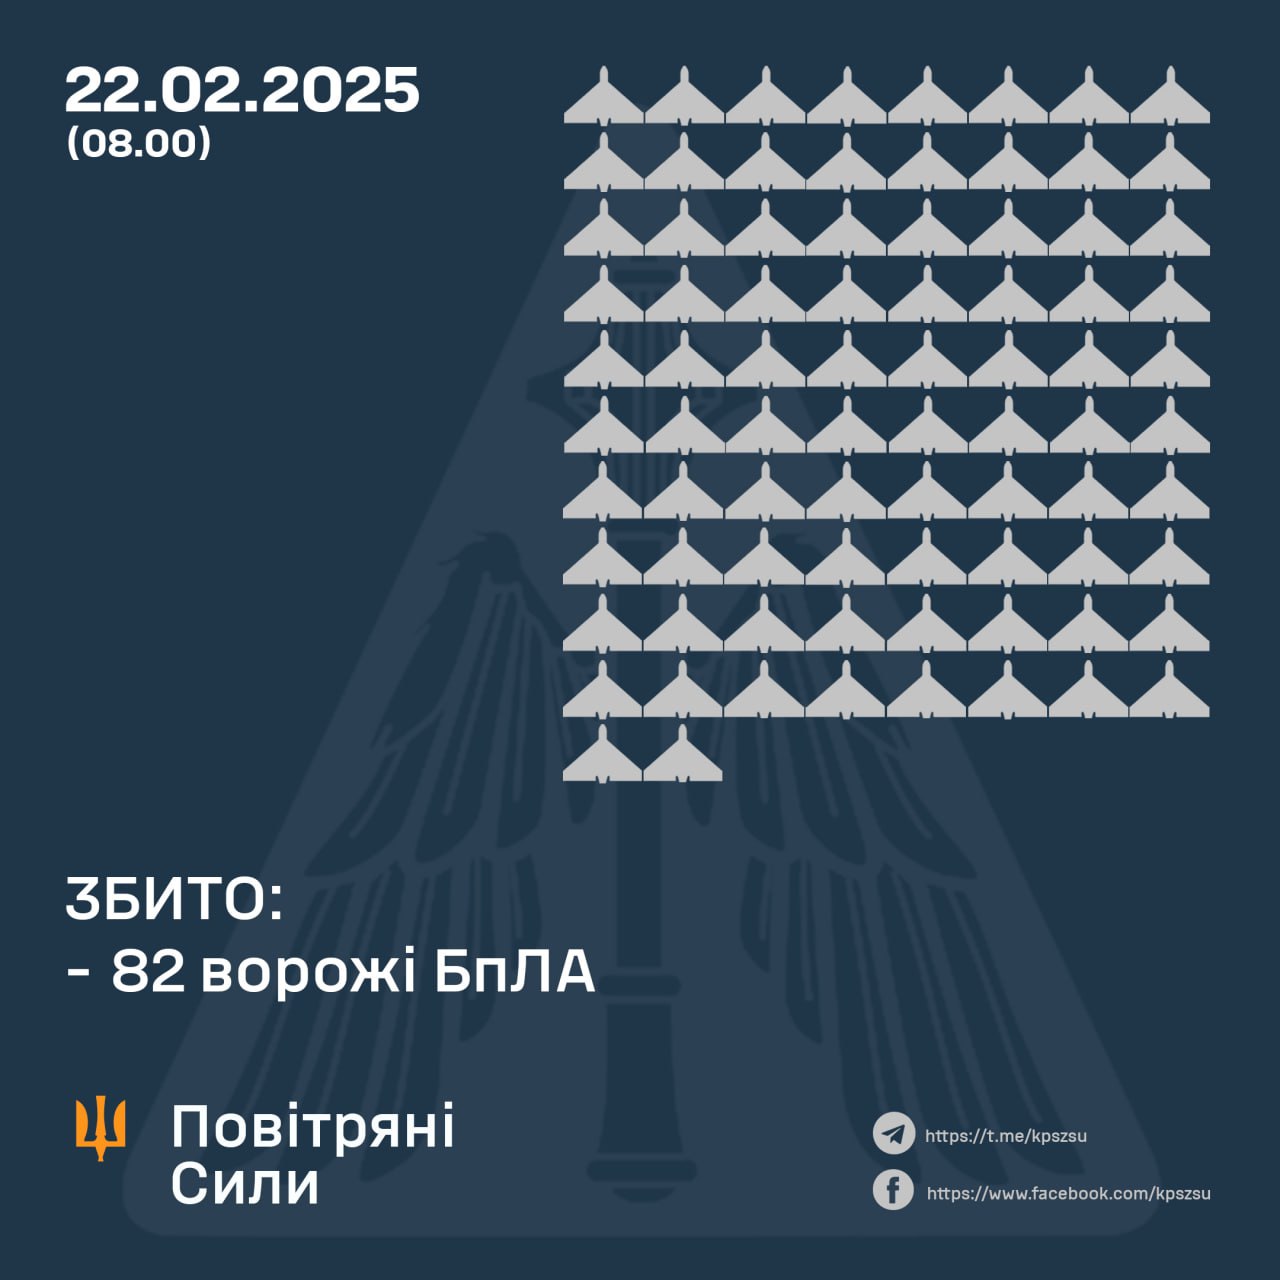 22.02.2025
(08.00)
ЗБИТО:
- 82 ворожі БпЛА
Повітряні
Сили
https://t.me/kpszsu
https://www.facebook.com/kpszsu